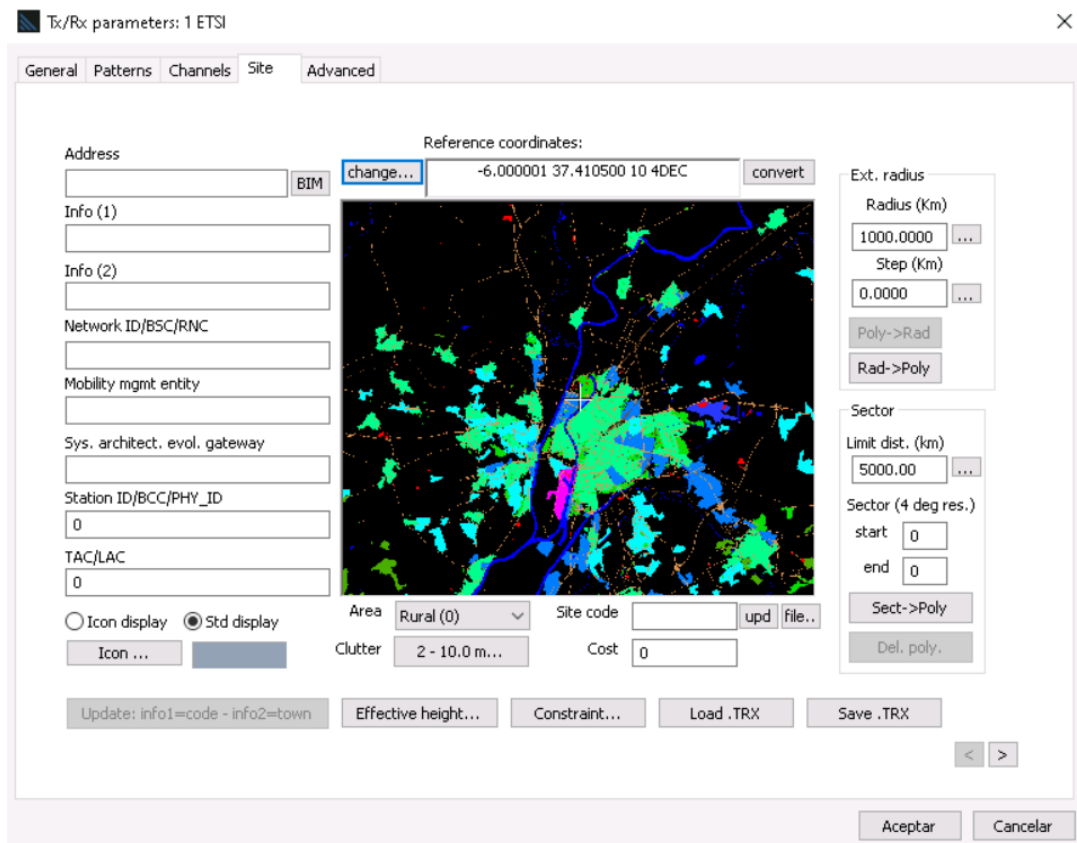 Tx/Rx parameters: 1 ETSI
General Patterns Channels Site Advanced
Reference coordinates:
Address
change... -6.000001 37.410500 10 4DEC convert
BIM
Info (1)
Info (2)
Network ID/BSC/RNC
Mobility mgmt entity
Sys. architect. evol. gateway
Station ID/BCC/PHY_ID
0
TAC/LAC
0
Icon display Std display
Icon ...
Area Rural (0) Site code upd file..
Clutter 2 - 10.0 m... Cost 0
Ext. radius
Radius (Km)
1000.0000 ...
Step (Km)
0.0000 ...
Poly->Rad
Rad->Poly
Sector
Limit dist. (km)
5000.00 ...
Sector (4 deg res.)
start 0
end 0
Sect->Poly
Del. poly.
Update: info1=code - info2=town Effective height... Constraint... Load .TRX Save .TRX
< >
Aceptar Cancelar